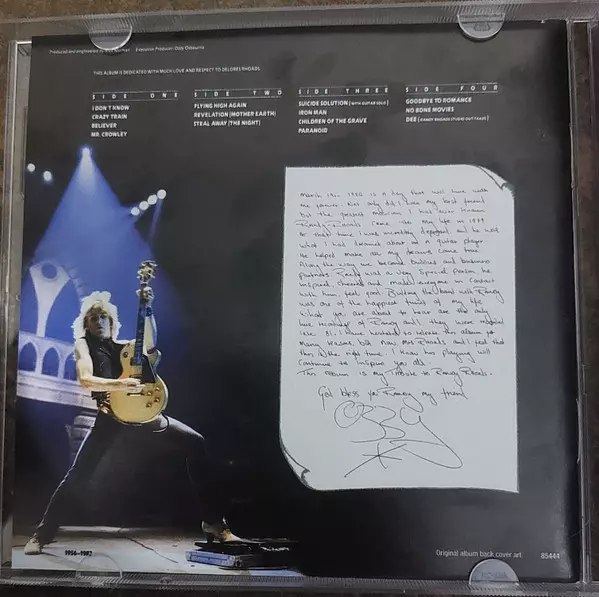 Produced and engineered by Max Norman Executive Producer: Ozzy Osbourne
THIS ALBUM IS DEDICATED WITH MUCH LOVE AND RESPECT TO DELORES RHOADS.
SIDE ONE
I DON'T KNOW
CRAZY TRAIN
BELIEVER
MR. CROWLEY
SIDE TWO
FLYING HIGH AGAIN
REVELATION (MOTHER EARTH)
STEAL AWAY (THE NIGHT)
SIDE THREE
SUICIDE SOLUTION (WITH GUITAR SOLO)
IRON MAN
CHILDREN OF THE GRAVE
PARANOID
SIDE FOUR
GOODBYE TO ROMANCE
NO BONE MOVIES
DEE (RANDY RHOADS STUDIO OUT TAKES)
March 19th 1982 is a day that will live with
me forever. Not only did I lose my best friend
but the greatest musician I had ever known
Randy Rhoads came into my life in 1979
At that time I was incredibly depressed and he was
what I had dreamed about in a guitar player
He helped make all my dreams come true.
Along the way we became buddies and business
partners Randy was a very special person, he
inspired, cheered and made everyone in contact
with him, feel good. Putting the band with Randy
was one of the happiest times of my life
What you are about to hear are the only
live recordings of Randy and I they were recorded
late 81. I have hesitated to release this album for
many reasons but now Mrs Rhoads and I feel that
this is the right time. I know his playing will
continue to inspire you all.
This album is my Tribute to Randy Rhoads.
God bless you Randy my friend
OZZY
1956-1982
Original album back cover art 85444